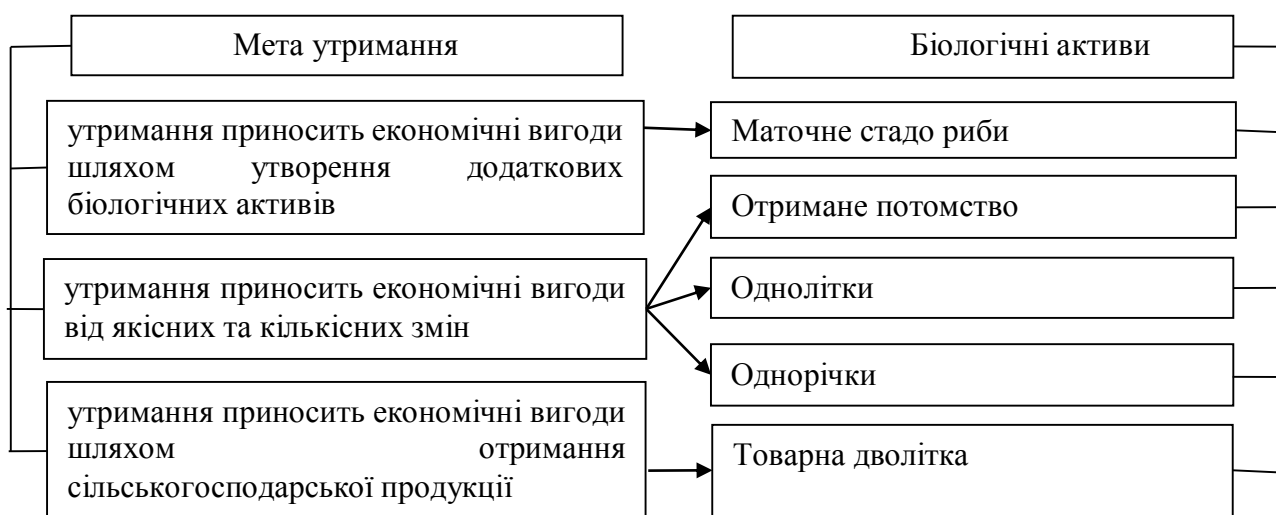 Мета утримання
Біологічні активи
утримання приносить економічні вигоди
шляхом утворення додаткових
біологічних активів
Маточне стадо риби
Отримане потомство
утримання приносить економічні вигоди
від якісних та кількісних змін
Однолітки
Однорічки
утримання приносить економічні вигоди
шляхом отримання
сільськогосподарської продукції
Товарна дволітка